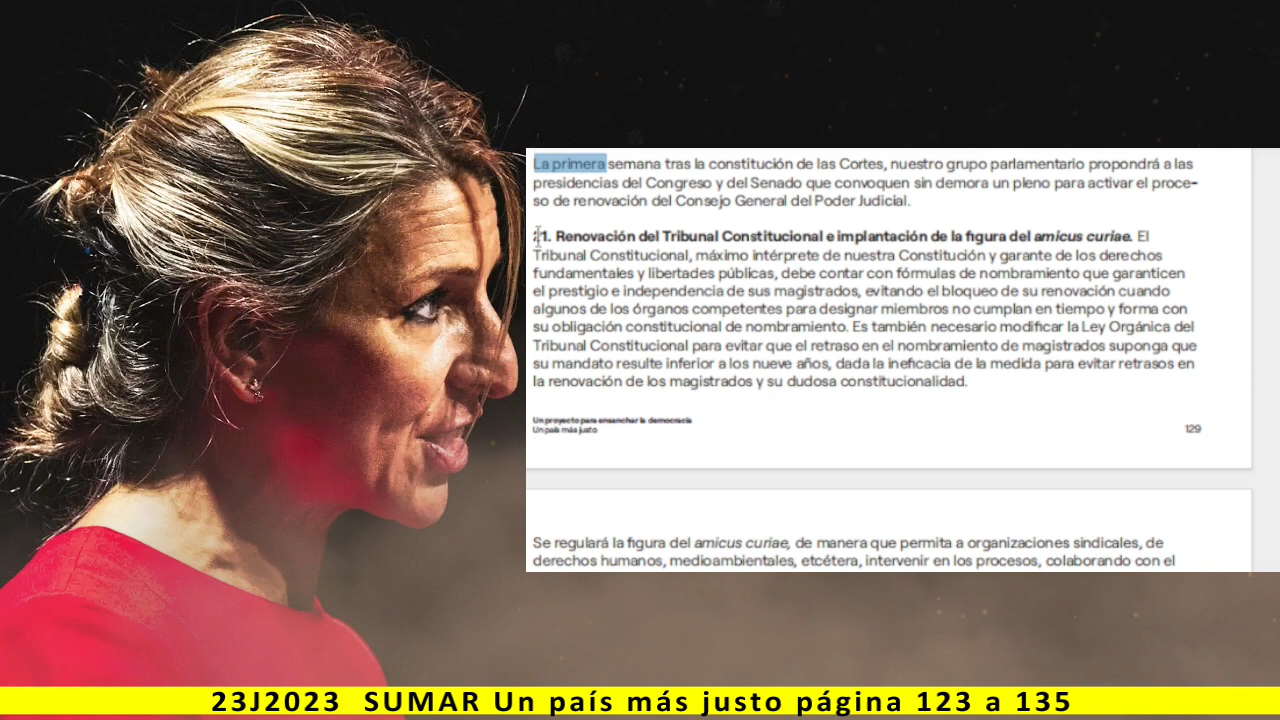 La primera semana tras la constitución de las Cortes, nuestro grupo parlamentario propondrá a las
presidencias del Congreso y del Senado que convoquen sin demora un pleno para activar el proce-
so de renovación del Consejo General del Poder Judicial.
21. Renovación del Tribunal Constitucional e implantación de la figura del amicus curiae. El
Tribunal Constitucional, máximo intérprete de nuestra Constitución y garante de los derechos
fundamentales y libertades públicas, debe contar con fórmulas de nombramiento que garanticen
el prestigio e independencia de sus magistrados, evitando el bloqueo de su renovación cuando
algunos de los órganos competentes para designar miembros no cumplan en tiempo y forma con
su obligación constitucional de nombramiento. Es también necesario modificar la Ley Orgánica del
Tribunal Constitucional para evitar que el retraso en el nombramiento de magistrados suponga que
su mandato resulte inferior a los nueve años, dada la ineficacia de la medida para evitar retrasos en
la renovación de los magistrados y su dudosa constitucionalidad.
Un proyecto para ensanchar la democracia
Un país más justo
129
Se regulará la figura del amicus curiae, de manera que permita a organizaciones sindicales, de
derechos humanos, medioambientales, etcétera, intervenir en los procesos, colaborando con el
23J2023 SUMAR Un país más justo página 123 a 135